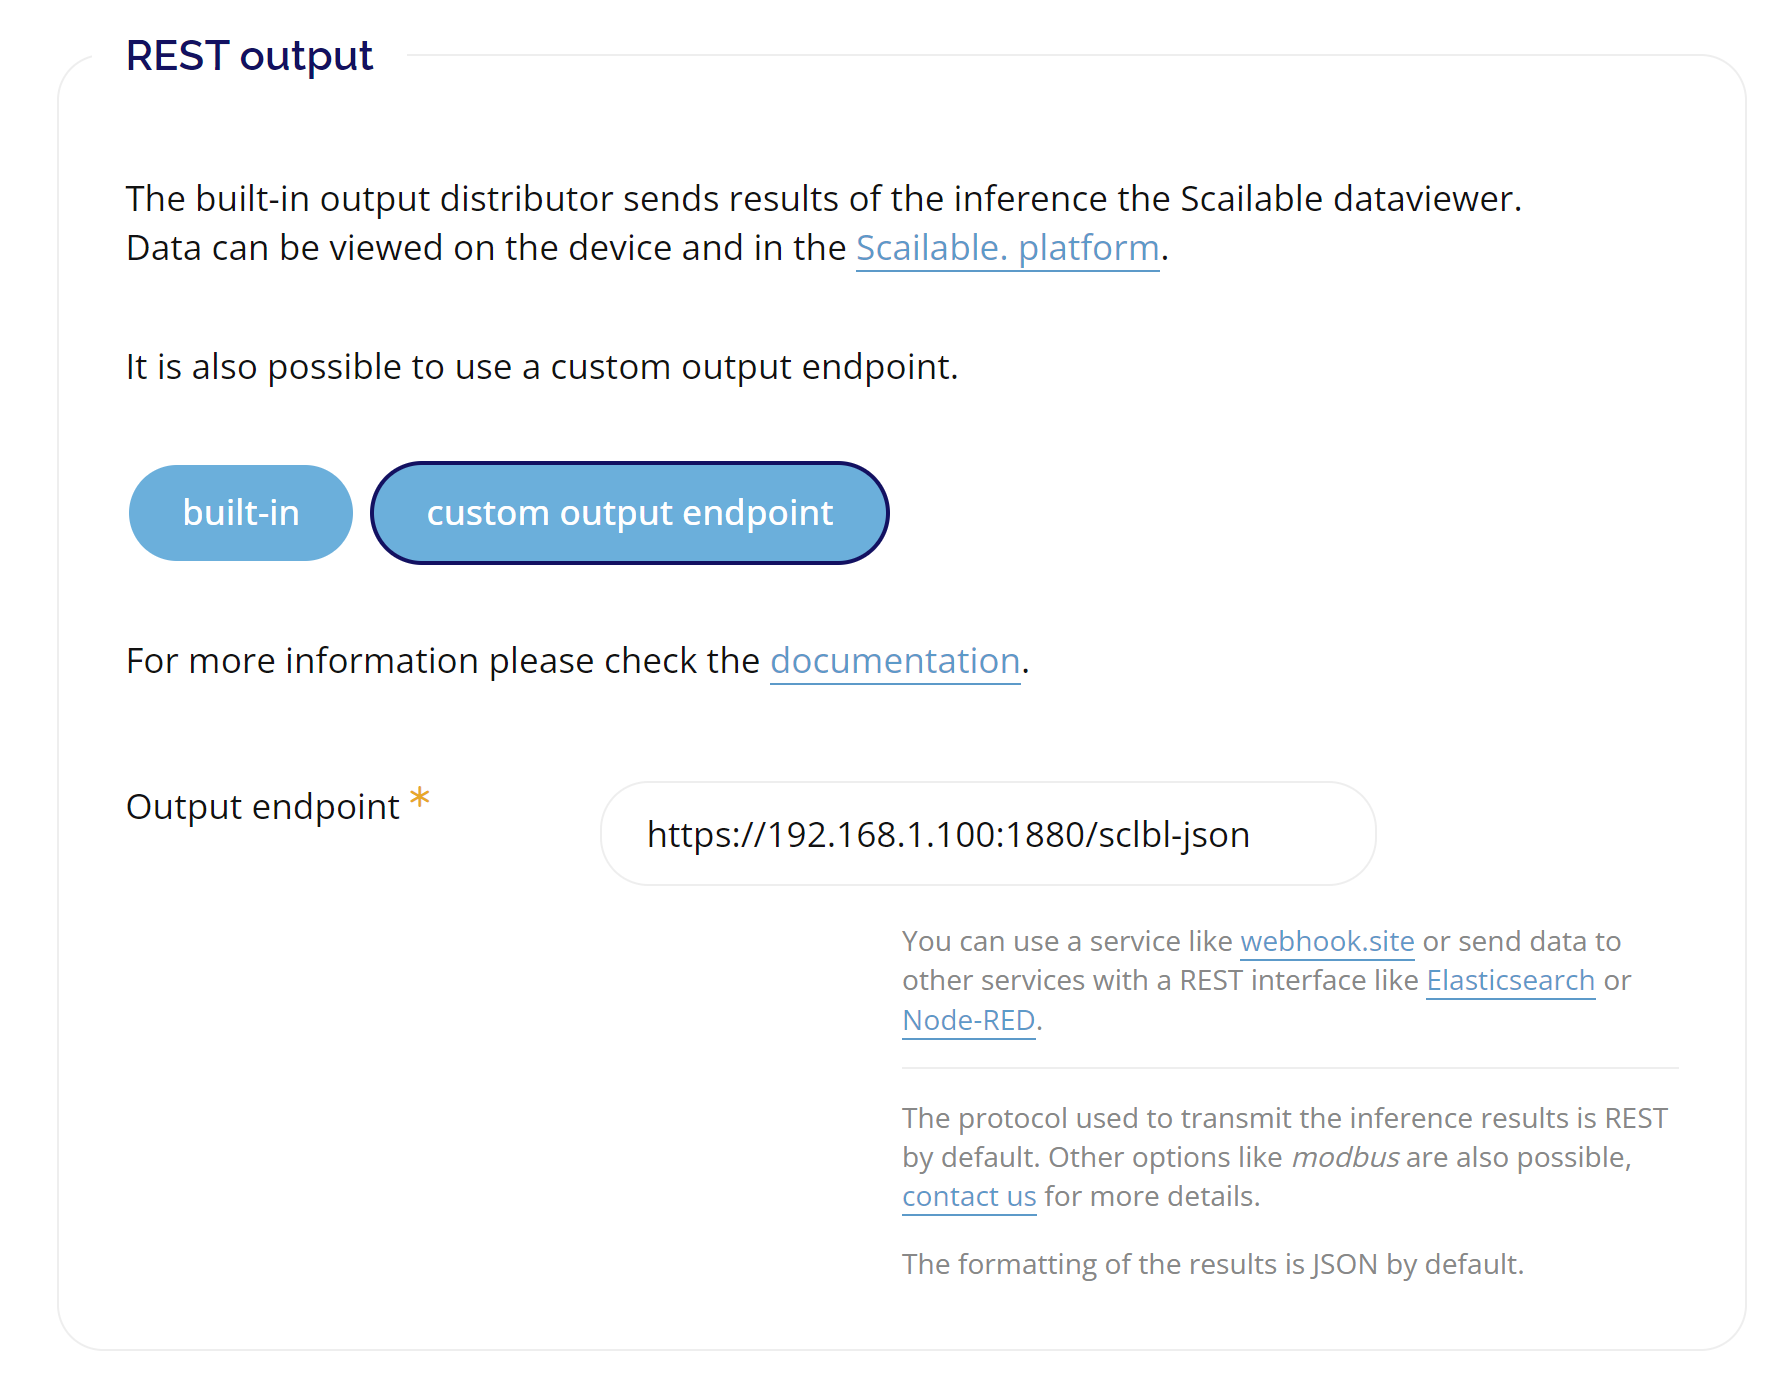 REST output
The built-in output distributor sends results of the inference the Scailable dataviewer.
Data can be viewed on the device and in the Scailable. platform.
It is also possible to use a custom output endpoint.
built-in
custom output endpoint
For more information please check the documentation.
Output endpoint *
https://192.168.1.100:1880/sclbl-json
You can use a service like webhook.site or send data to
other services with a REST interface like Elasticsearch or
Node-RED.
The protocol used to transmit the inference results is REST
by default. Other options like modbus are also possible,
contact us for more details.
The formatting of the results is JSON by default.